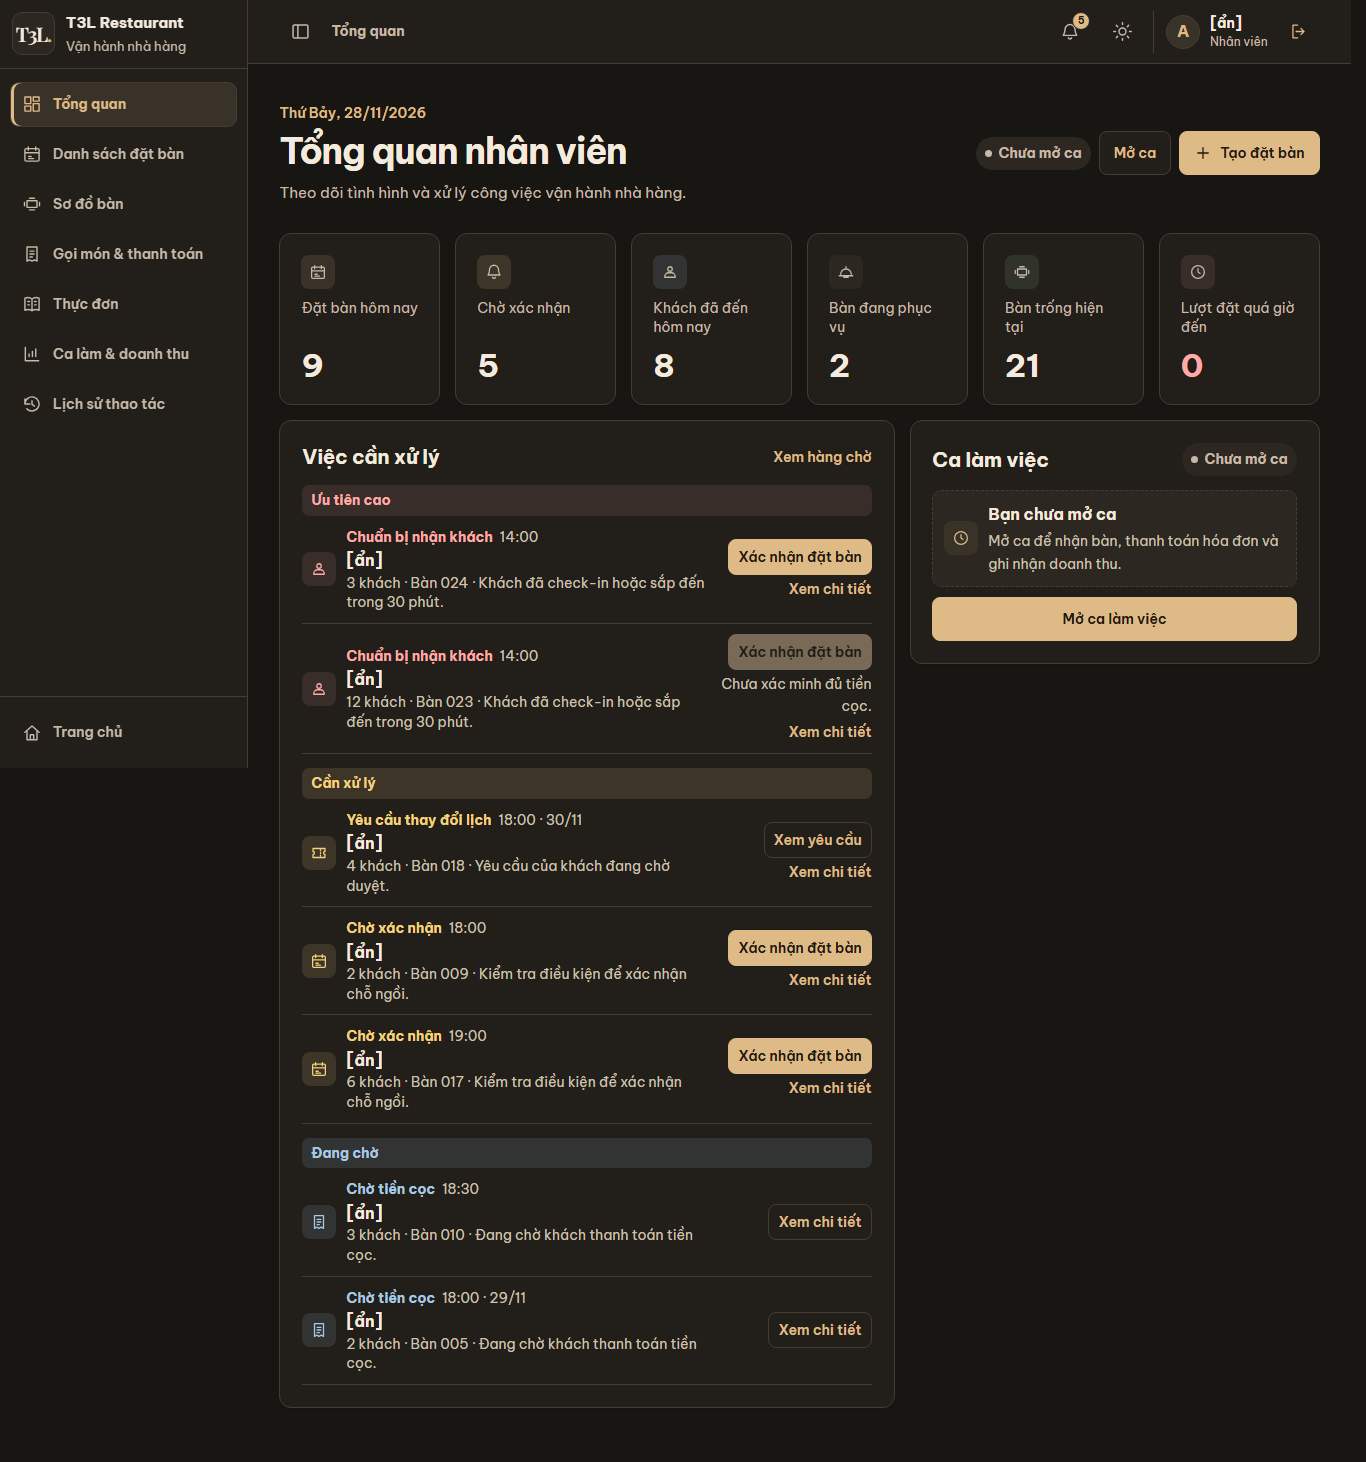 T3L
T3L Restaurant
Vận hành nhà hàng
Tổng quan
Danh sách đặt bàn
Sơ đồ bàn
Gọi món & thanh toán
Thực đơn
Ca làm & doanh thu
Lịch sử thao tác
Trang chủ
Tổng quan
5
A
[ẩn]
Nhân viên
Thứ Bảy, 28/11/2026
Tổng quan nhân viên
Theo dõi tình hình và xử lý công việc vận hành nhà hàng.
Chưa mở ca
Mở ca
Tạo đặt bàn
Đặt bàn hôm nay
9
Chờ xác nhận
5
Khách đã đến
hôm nay
8
Bàn đang phục
vụ
2
Bàn trống hiện
tại
21
Lượt đặt quá giờ
đến
0
Việc cần xử lý
Xem hàng chờ
Ưu tiên cao
Chuẩn bị nhận khách 14:00
[ẩn]
3 khách · Bàn 024 · Khách đã check-in hoặc sắp đến
trong 30 phút.
Xác nhận đặt bàn
Xem chi tiết
Chuẩn bị nhận khách 14:00
[ẩn]
12 khách · Bàn 023 · Khách đã check-in hoặc sắp
đến trong 30 phút.
Xác nhận đặt bàn
Chưa xác minh đủ tiền
cọc.
Xem chi tiết
Cần xử lý
Yêu cầu thay đổi lịch 18:00 · 30/11
[ẩn]
4 khách · Bàn 018 · Yêu cầu của khách đang chờ
duyệt.
Xem yêu cầu
Xem chi tiết
Chờ xác nhận 18:00
[ẩn]
2 khách · Bàn 009 · Kiểm tra điều kiện để xác nhận
chỗ ngồi.
Xác nhận đặt bàn
Xem chi tiết
Chờ xác nhận 19:00
[ẩn]
6 khách · Bàn 017 · Kiểm tra điều kiện để xác nhận
chỗ ngồi.
Xác nhận đặt bàn
Xem chi tiết
Đang chờ
Chờ tiền cọc 18:30
[ẩn]
3 khách · Bàn 010 · Đang chờ khách thanh toán tiền
cọc.
Xem chi tiết
Chờ tiền cọc 18:00 · 29/11
[ẩn]
2 khách · Bàn 005 · Đang chờ khách thanh toán tiền
cọc.
Xem chi tiết
Ca làm việc
Chưa mở ca
Bạn chưa mở ca
Mở ca để nhận bàn, thanh toán hóa đơn và
ghi nhận doanh thu.
Mở ca làm việc